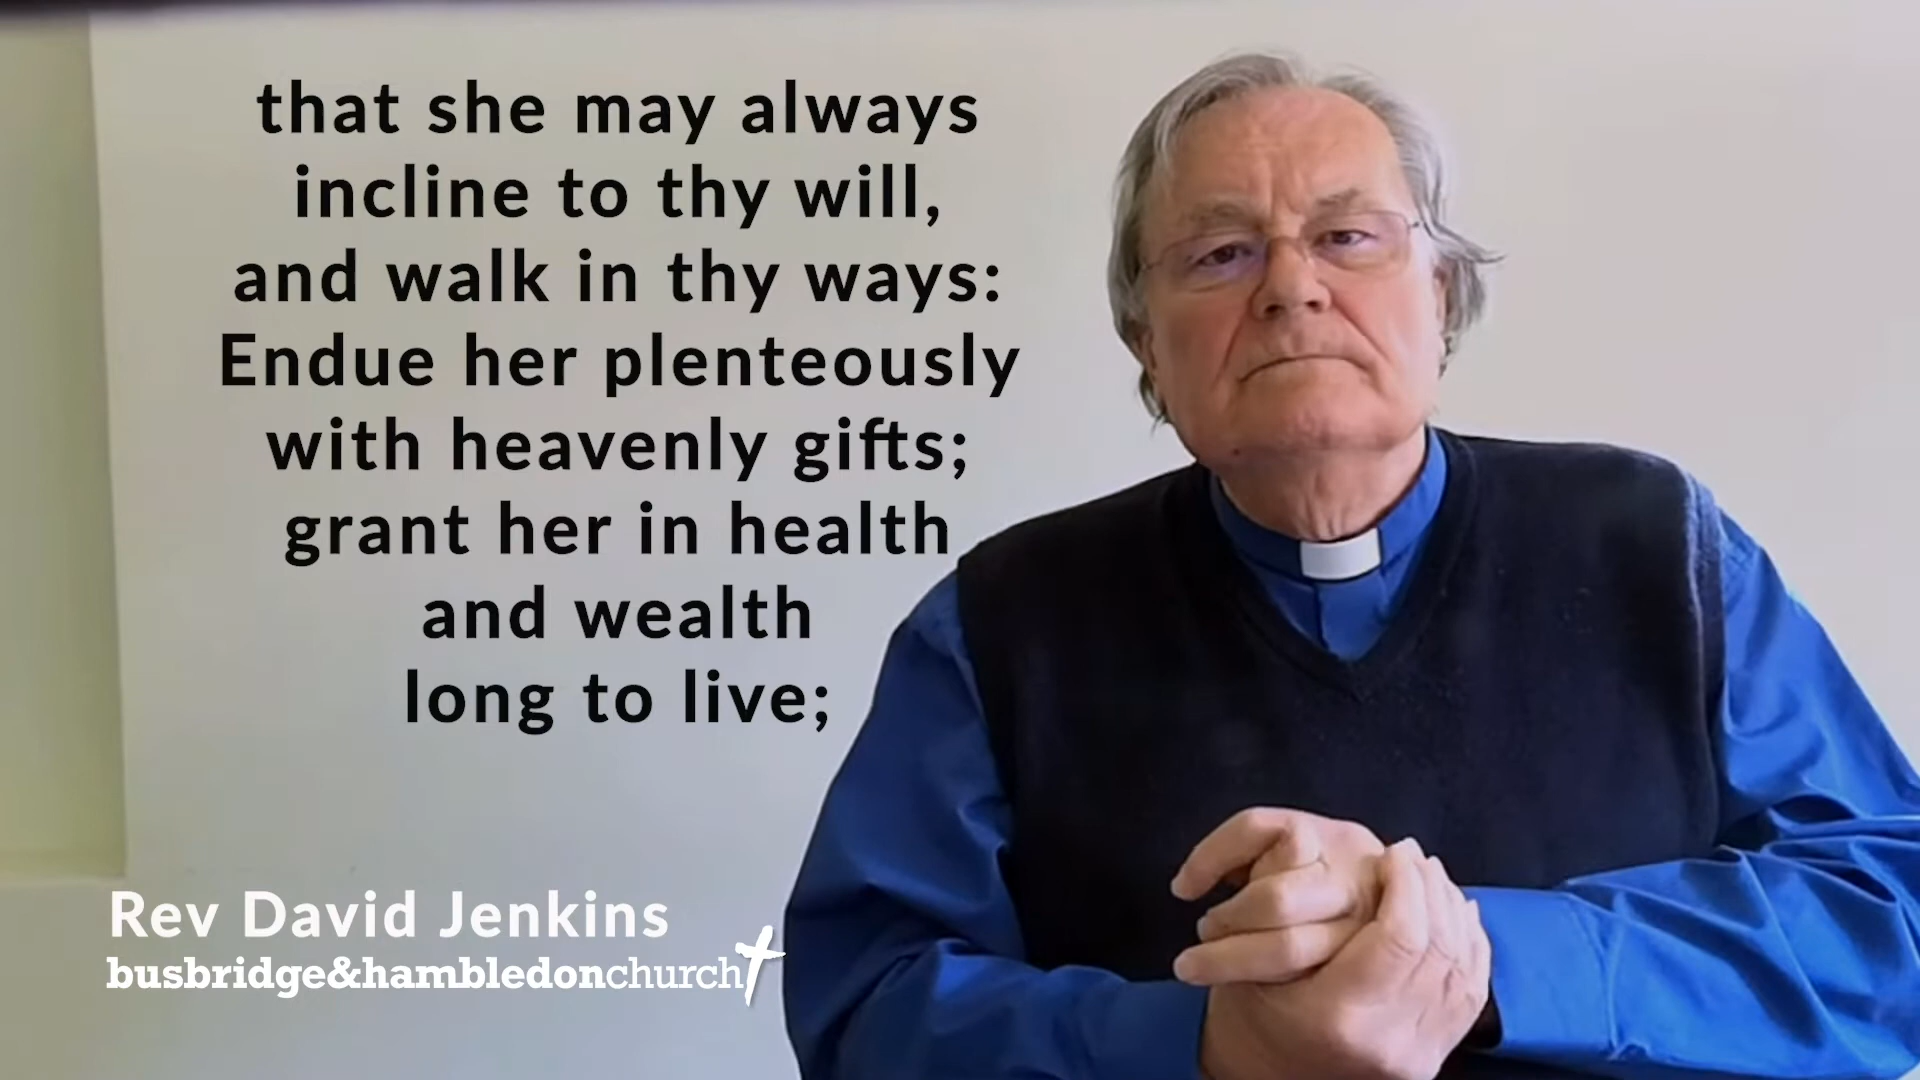 that she may always
incline to thy will,
and walk in thy ways:
Endue her plenteously
with heavenly gifts;
grant her in health
and wealth
long to live;
Rev David Jenkins
busbridge&hambledonchurch